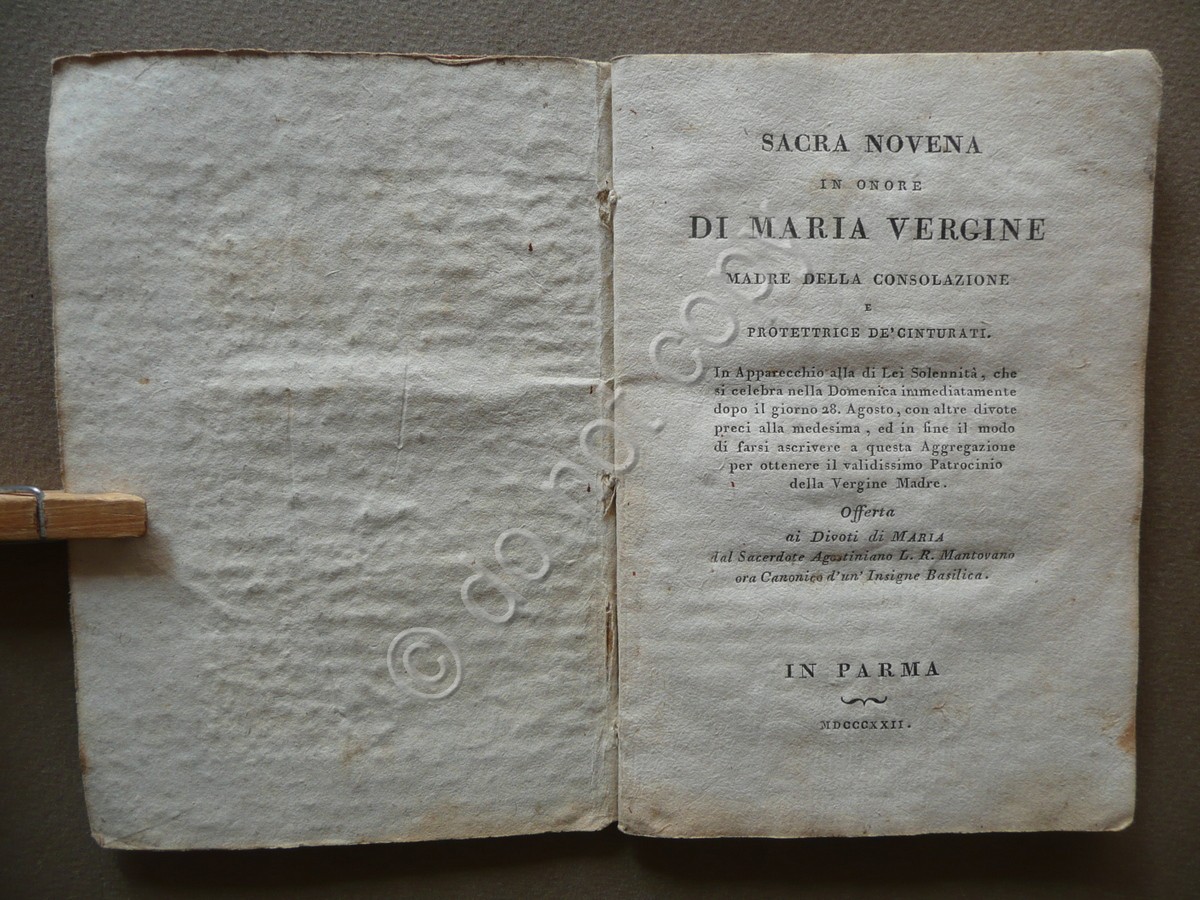 SACRA NOVENA
IN ONORE
DI MARIA VERGINE
MADRE DELLA CONSOLAZIONE
E
PROTETTRICE DE'CINTURATI.
In Apparecchio alla di Lei Solennità, che
si celebra nella Domenica immediatamente
dopo il giorno 28. Agosto, con altre divote
preci alla medesima, ed in fine il modo
di farsi ascrivere a questa Aggregazione
per ottenere il validissimo Patrocinio
della Vergine Madre.
Offerta
ai Divoti di MARIA
dal Sacerdote Agostiniano L. R. Mantovano
ora Canonico d'un' Insigne Basilica.
IN PARMA
MDCCCXXII.